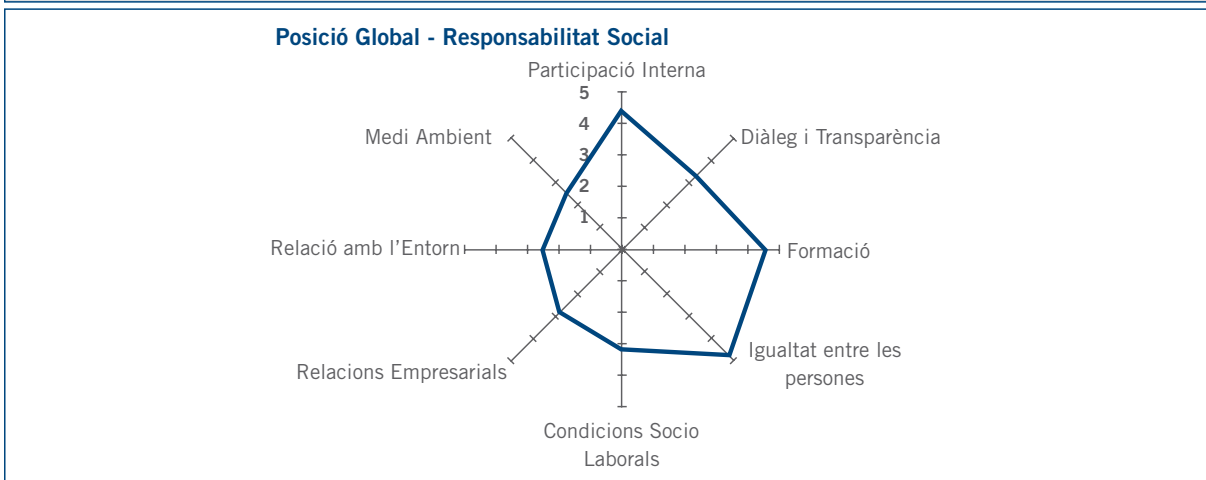 Posició Global - Responsabilitat Social
Participació Interna
5
4
3
2
1
Medi Ambient
Diàleg i Transparència
Relació amb l'Entorn
Formació
Relacions Empresarials
Igualtat entre les
persones
Condicions Socio
Laborals